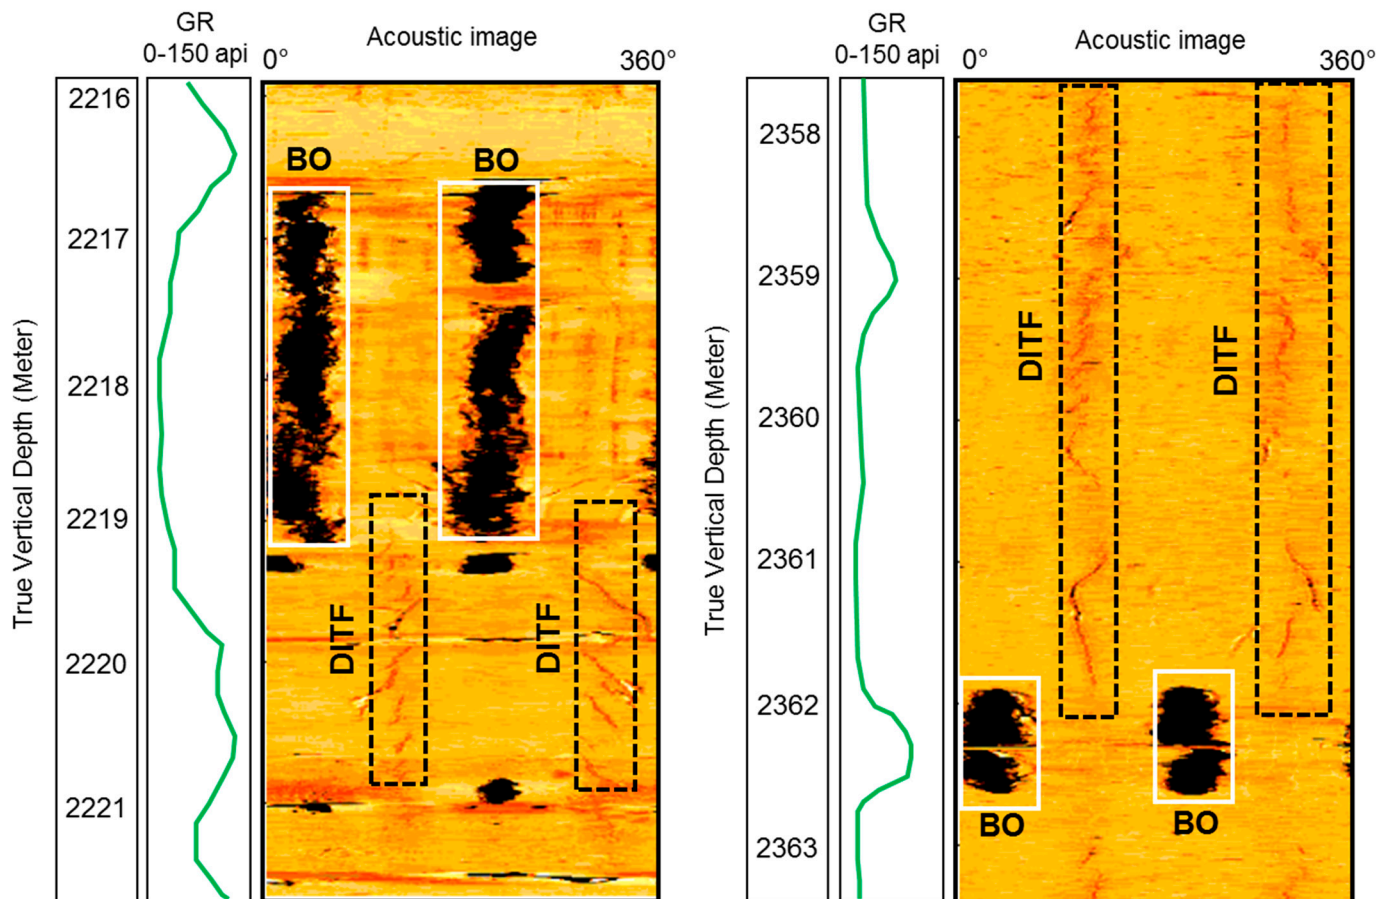 GR
0-150 api
Acoustic image
0°
360°
True Vertical Depth (Meter)
2216
2217
2218
2219
2220
2221
BO
BO
DITF
DITF
GR
0-150 api
Acoustic image
0°
360°
True Vertical Depth (Meter)
2358
2359
2360
2361
2362
2363
DITF
DITF
BO
BO